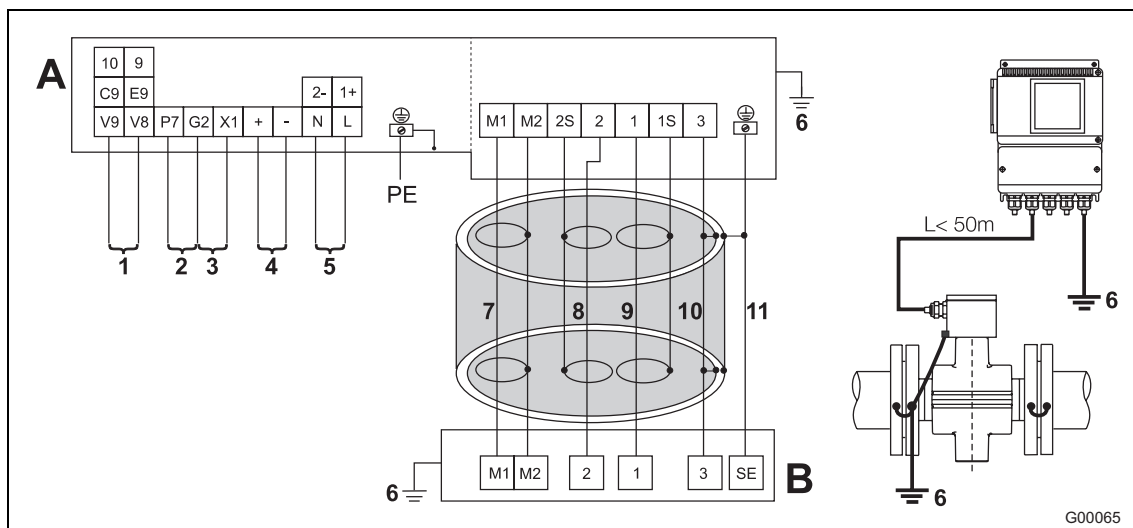 A
10 9
C9 E9 2- 1+
V9 V8 P7 G2 X1 + - N L
PE
1 2 3 4 5
M1 M2 2S 2 1 1S 3
6
7 8 9 10 11
6
M1 M2 2 1 3 SE
B
L< 50m
6
6
G00065